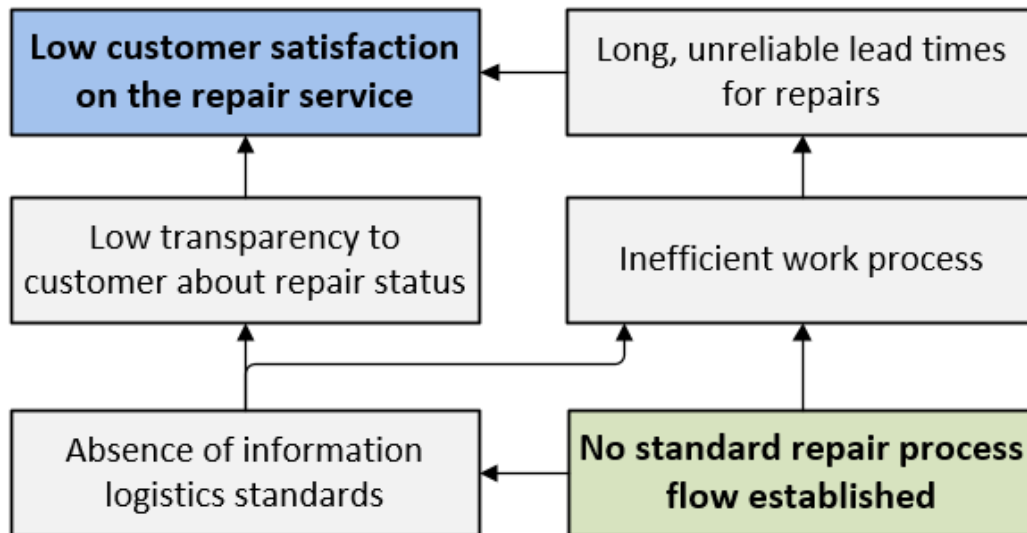 Low customer satisfaction
on the repair service
Long, unreliable lead times
for repairs
Low transparency to
customer about repair status
Inefficient work process
Absence of information
logistics standards
No standard repair process
flow established